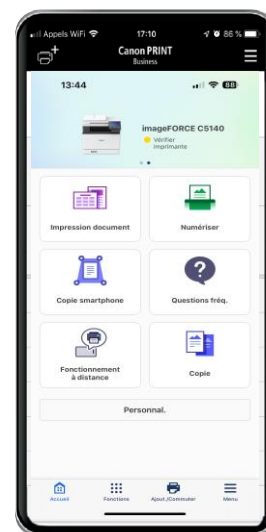 Appels WiFi 17:10 86 %
Canon PRINT
Business
13:44 88
imageFORCE C5140
Vérifier
imprimante
Impression document Numériser
Copie smartphone Questions fréq.
Fonctionnement
à distance
Copie
Personnal.
Accueil Fonctions Ajout./Commuter Menu